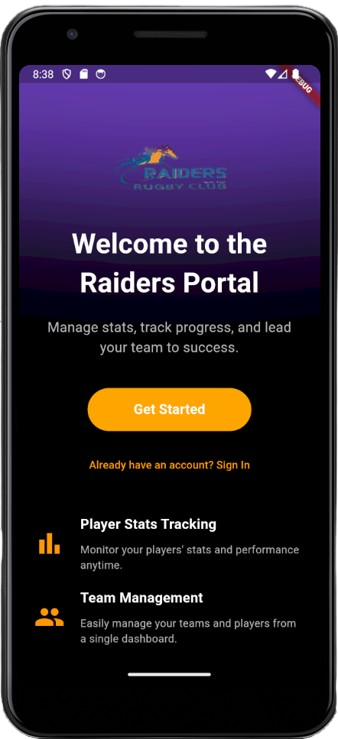 8:38
DEBUG
RAIDERS
RUGBY CLUB
Welcome to the
Raiders Portal
Manage stats, track progress, and lead
your team to success.
Get Started
Already have an account? Sign In
Player Stats Tracking
Monitor your players' stats and performance
anytime.
Team Management
Easily manage your teams and players from
a single dashboard.